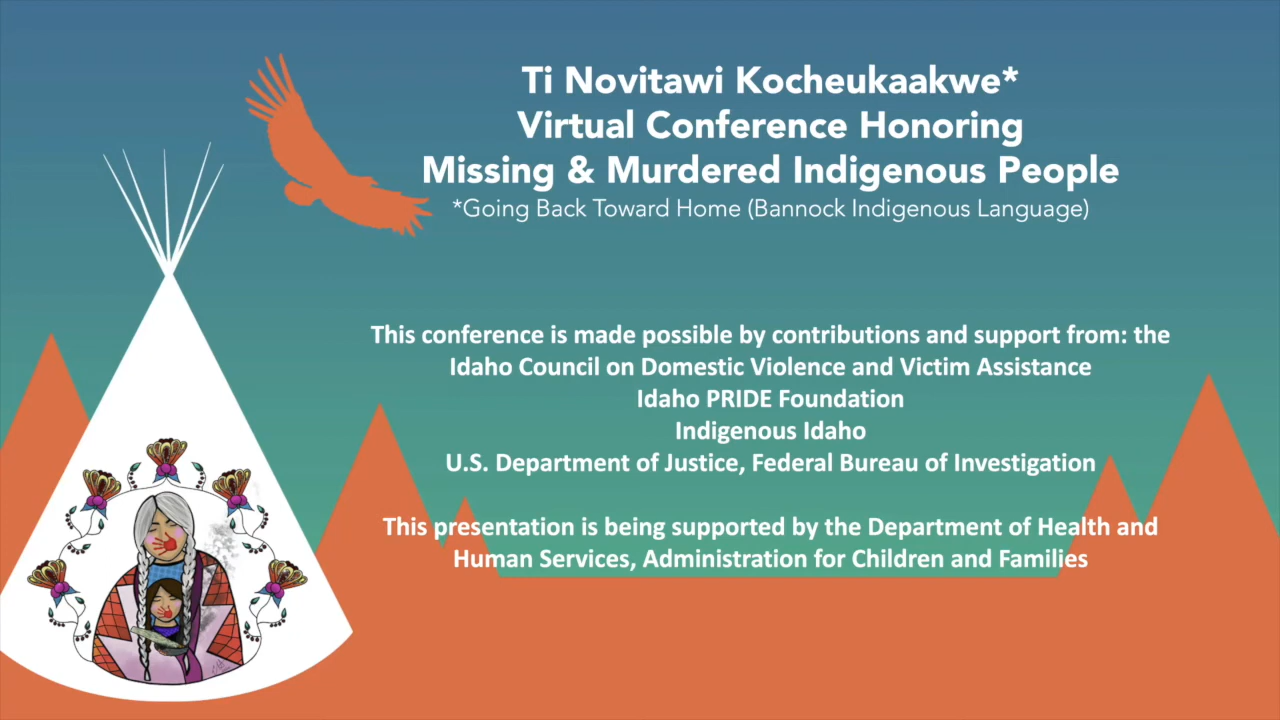 Ti Novitawi Kocheukaakwe*
Virtual Conference Honoring
Missing & Murdered Indigenous People
*Going Back Toward Home (Bannock Indigenous Language)
This conference is made possible by contributions and support from: the
Idaho Council on Domestic Violence and Victim Assistance
Idaho PRIDE Foundation
Indigenous Idaho
U.S. Department of Justice, Federal Bureau of Investigation
This presentation is being supported by the Department of Health and
Human Services, Administration for Children and Families